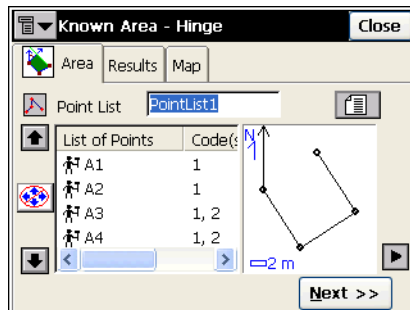 Known Area - Hinge Close
Area Results Map
Point List PointList1
List of Points Code(s
A1 1
A2 1
A3 1, 2
A4 1, 2
N
2 m
Next >>